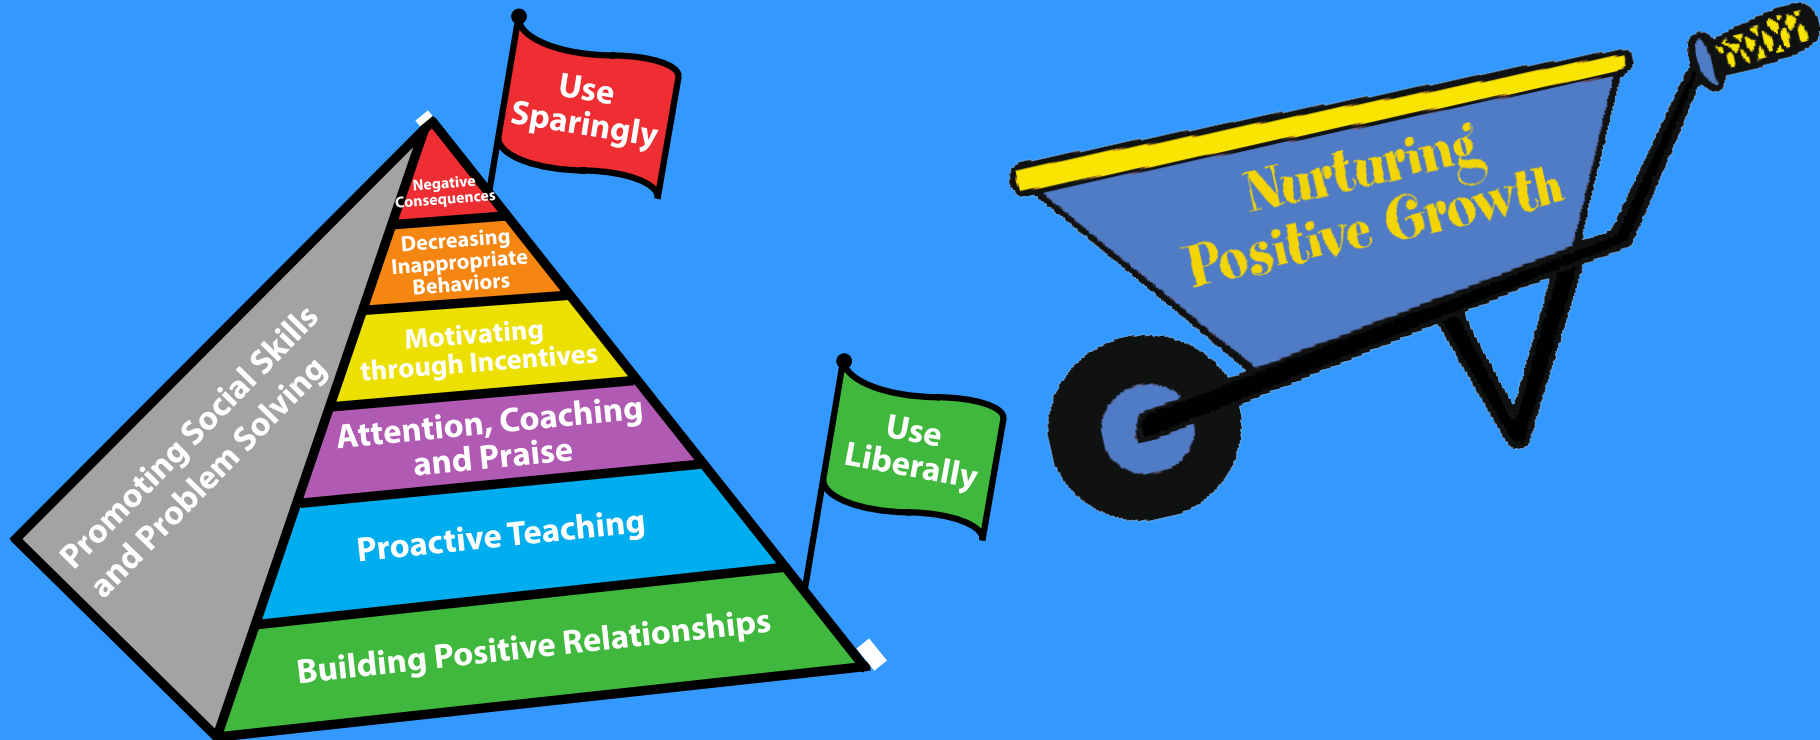 Use
Sparingly
Negative
Consequences
Decreasing
Inappropriate
Behaviors
Motivating
through Incentives
Attention, Coaching
and Praise
Proactive Teaching
Building Positive Relationships
Promoting Social Skills
and Problem Solving
Use
Liberally
Nurturing
Positive Growth